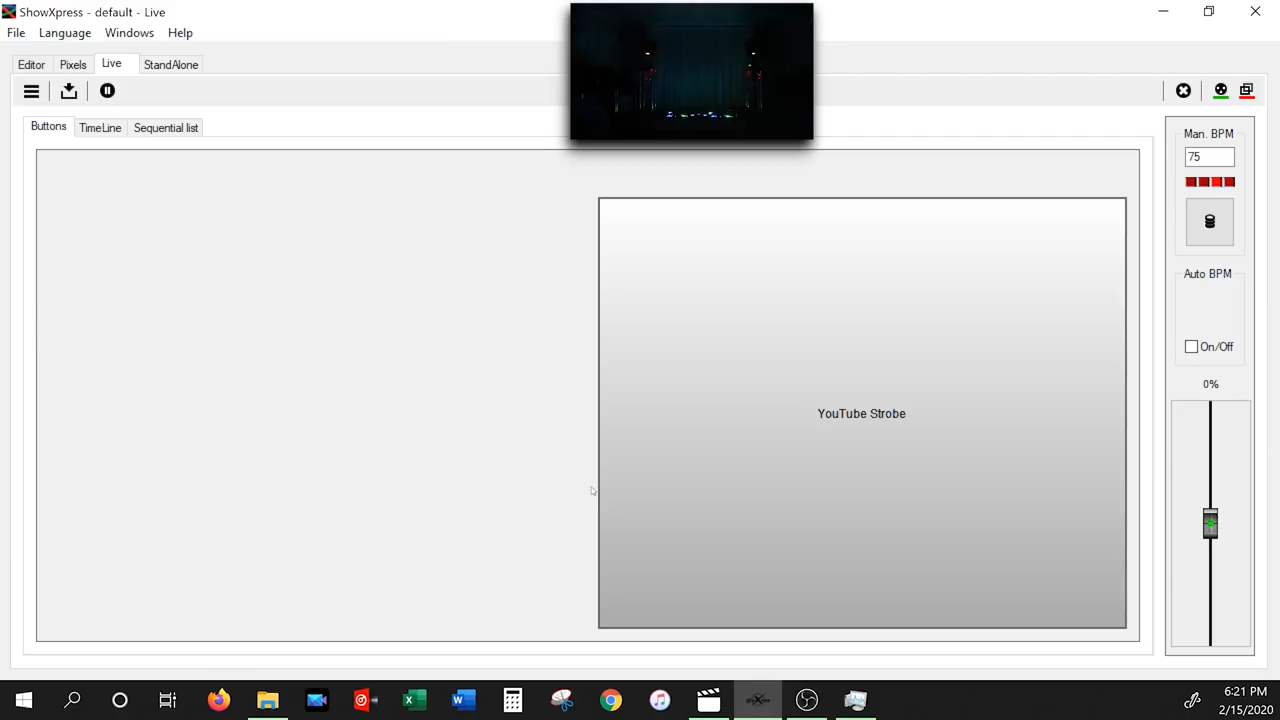 ShowXpress - default - Live
File Language Windows Help
Editor Pixels Live StandAlone
Buttons TimeLine Sequential list
Man. BPM
75
Auto BPM
On/Off
0%
YouTube Strobe
6:21 PM
2/15/2020